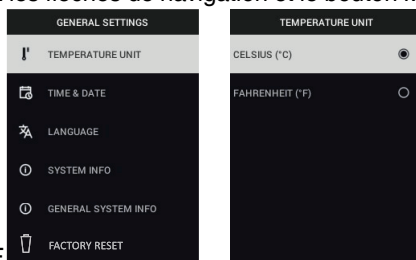 les flèches de navigation et le bouton
GENERAL SETTINGS
TEMPERATURE UNIT
TIME & DATE
LANGUAGE
SYSTEM INFO
GENERAL SYSTEM INFO
FACTORY RESET
TEMPERATURE UNIT
CELSIUS (°C)
FAHRENHEIT (°F)